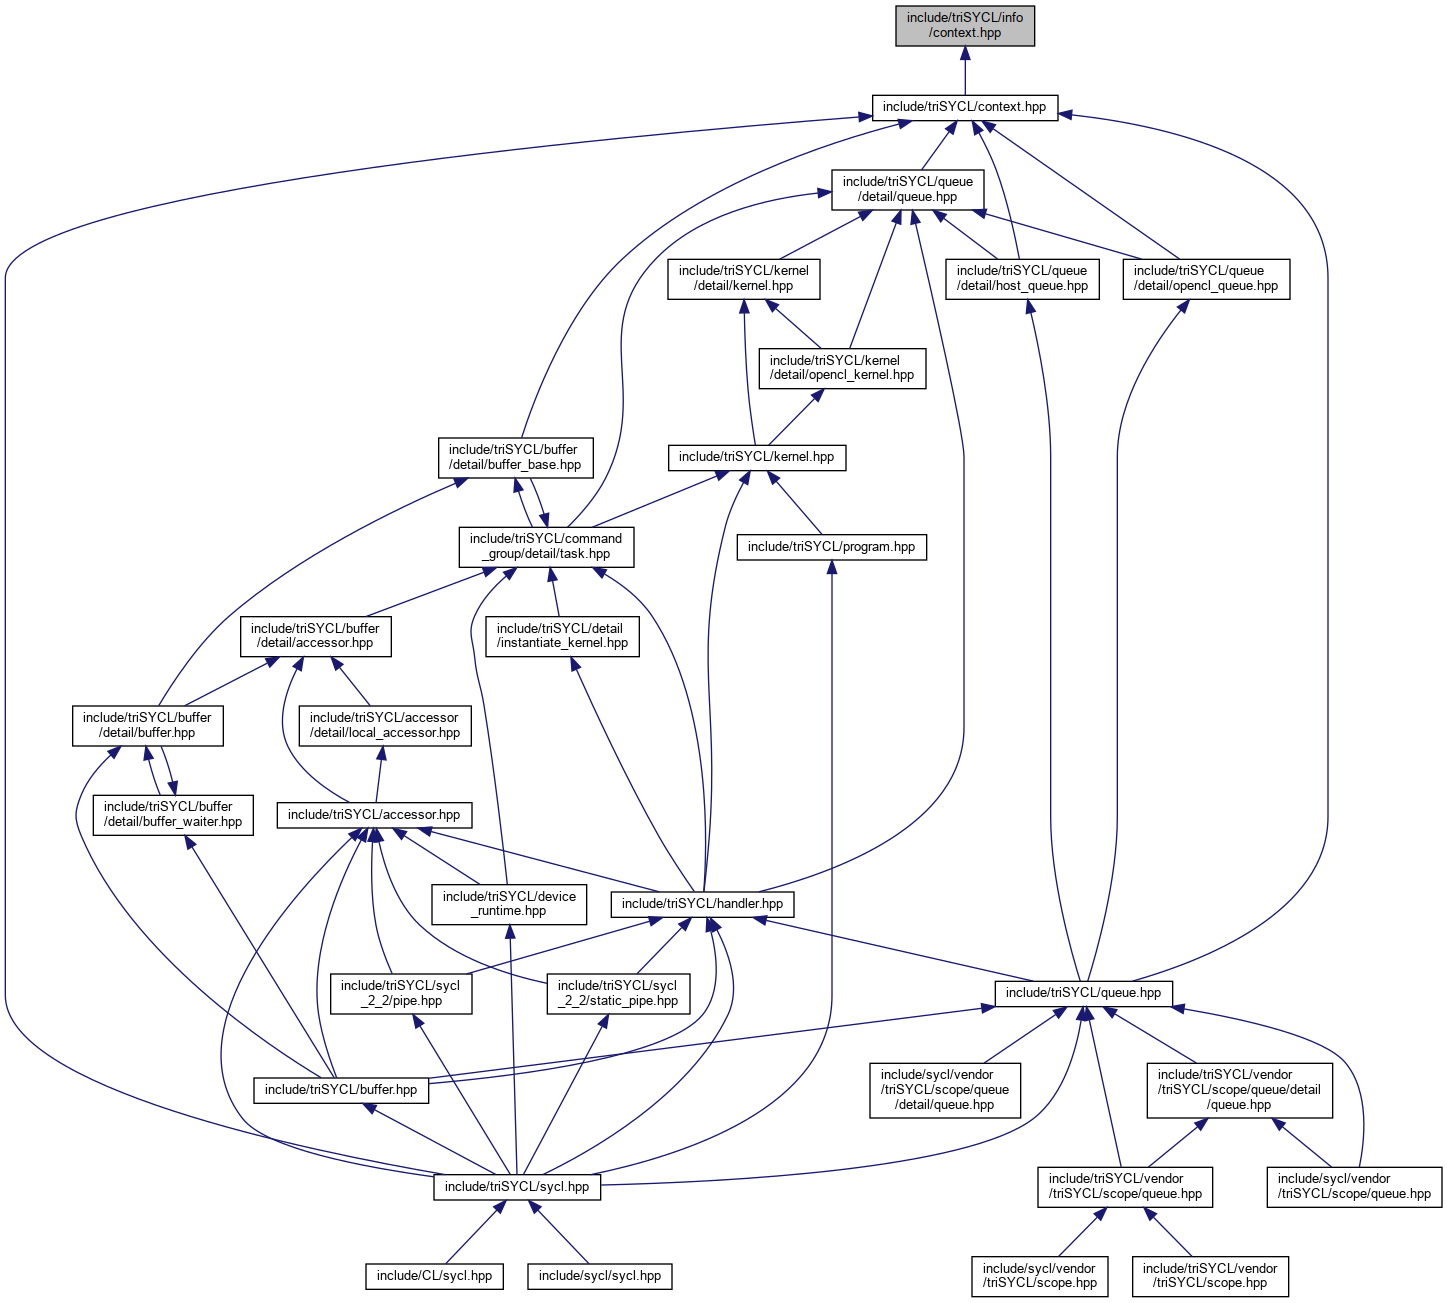 include/triSYCL/info
/context.hpp
include/triSYCL/context.hpp
include/triSYCL/queue
/detail/queue.hpp
include/triSYCL/kernel
/detail/kernel.hpp
include/triSYCL/queue
/detail/host_queue.hpp
include/triSYCL/queue
/detail/opencl_queue.hpp
include/triSYCL/kernel
/detail/opencl_kernel.hpp
include/triSYCL/buffer
/detail/buffer_base.hpp
include/triSYCL/kernel.hpp
include/triSYCL/command
_group/detail/task.hpp
include/triSYCL/program.hpp
include/triSYCL/buffer
/detail/accessor.hpp
include/triSYCL/detail
/instantiate_kernel.hpp
include/triSYCL/buffer
/detail/buffer.hpp
include/triSYCL/accessor
/detail/local_accessor.hpp
include/triSYCL/buffer
/detail/buffer_waiter.hpp
include/triSYCL/accessor.hpp
include/triSYCL/device
_runtime.hpp
include/triSYCL/handler.hpp
include/triSYCL/sycl
_2_2/pipe.hpp
include/triSYCL/sycl
_2_2/static_pipe.hpp
include/triSYCL/queue.hpp
include/triSYCL/buffer.hpp
include/sycl/vendor
/triSYCL/scope/queue
/detail/queue.hpp
include/triSYCL/vendor
/triSYCL/scope/queue/detail
/queue.hpp
include/triSYCL/sycl.hpp
include/triSYCL/vendor
/triSYCL/scope/queue.hpp
include/sycl/vendor
/triSYCL/scope/queue.hpp
include/CL/sycl.hpp
include/sycl/sycl.hpp
include/sycl/vendor
/triSYCL/scope.hpp
include/triSYCL/vendor
/triSYCL/scope.hpp